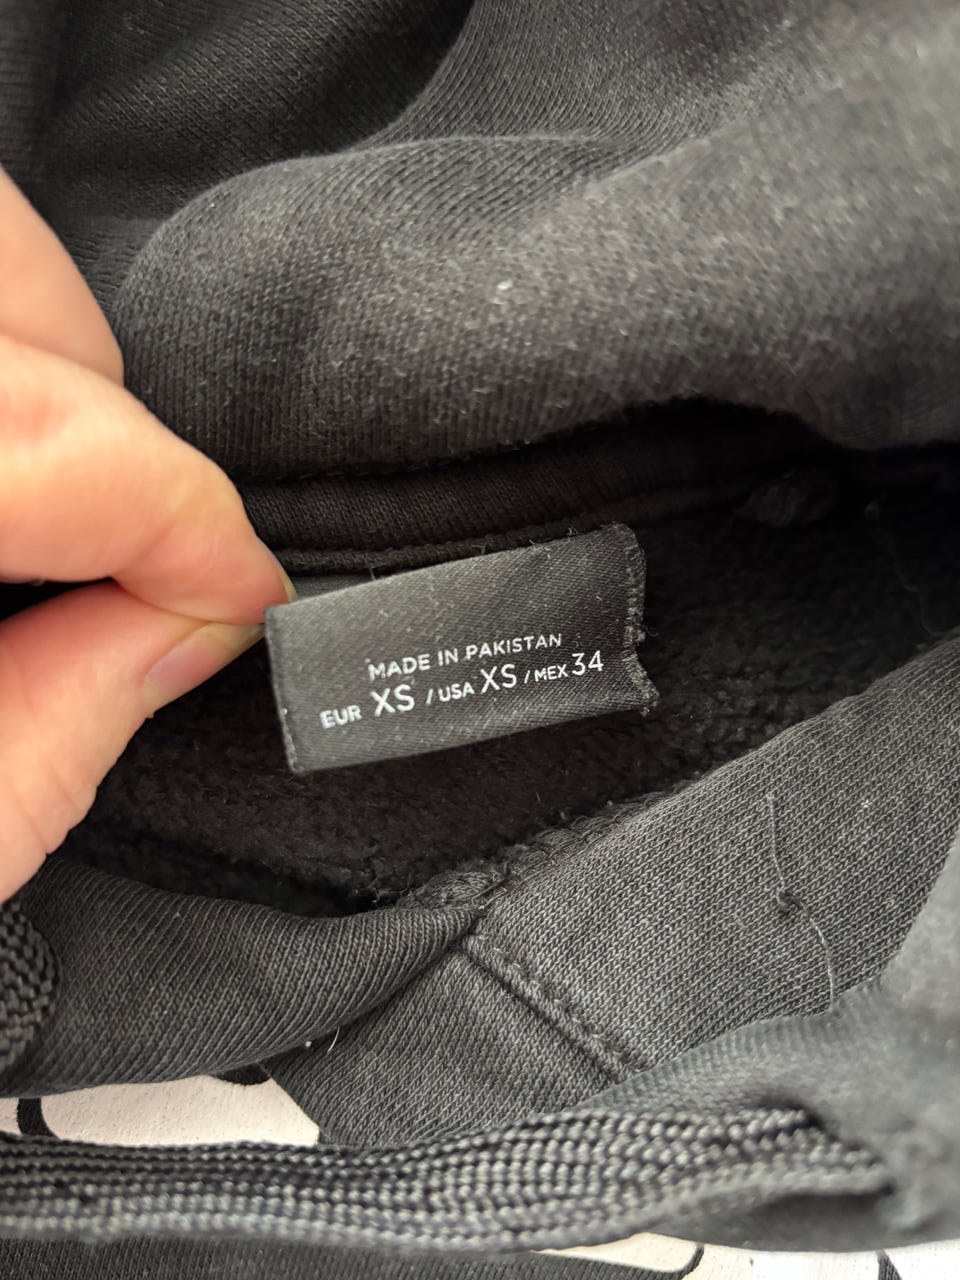 MADE IN PAKISTAN
EUR XS / USA XS / MEX 34